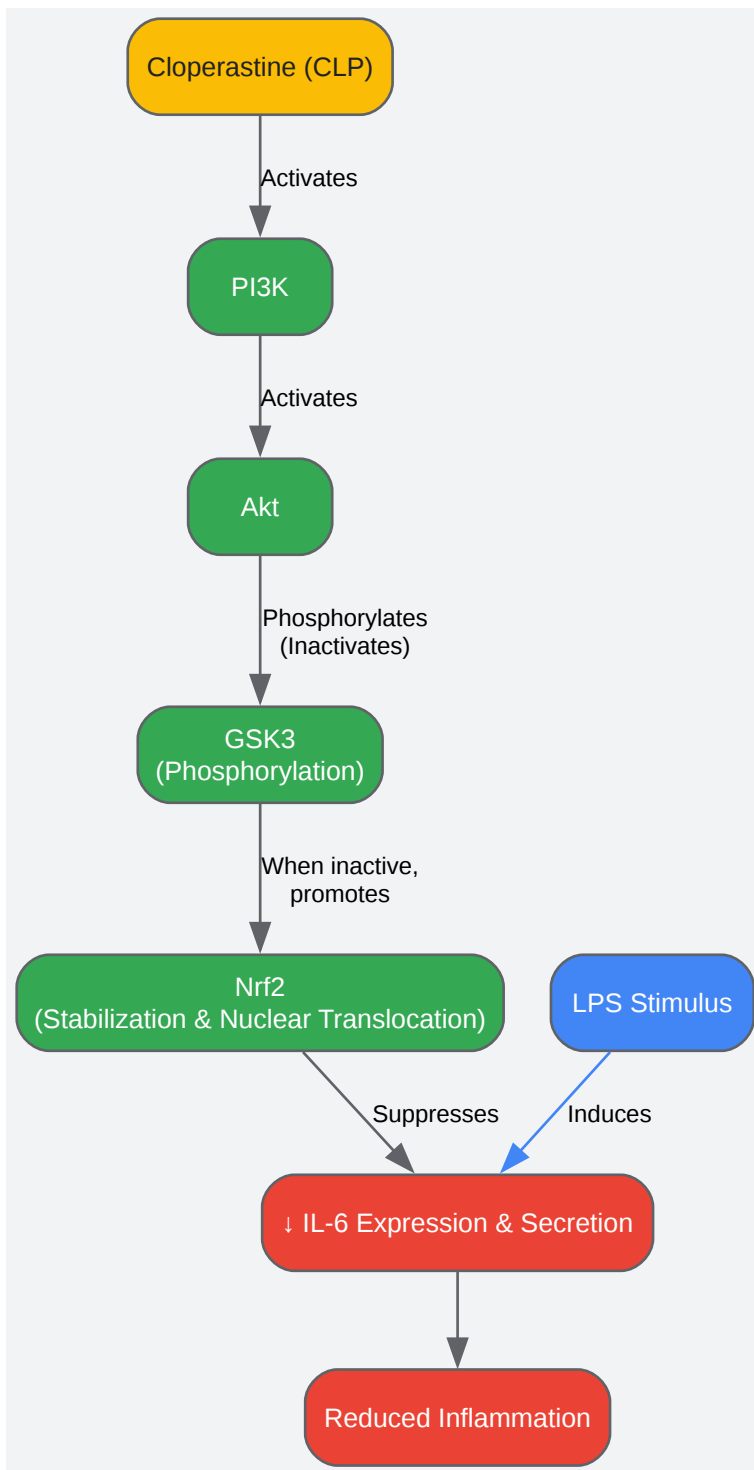 Cloperastine (CLP)
Activates
PI3K
Activates
Akt
Phosphorylates
(Inactivates)
GSK3
(Phosphorylation)
When inactive,
promotes
Nrf2
(Stabilization & Nuclear Translocation)
LPS Stimulus
Suppresses
Induces
↓ IL-6 Expression & Secretion
Reduced Inflammation